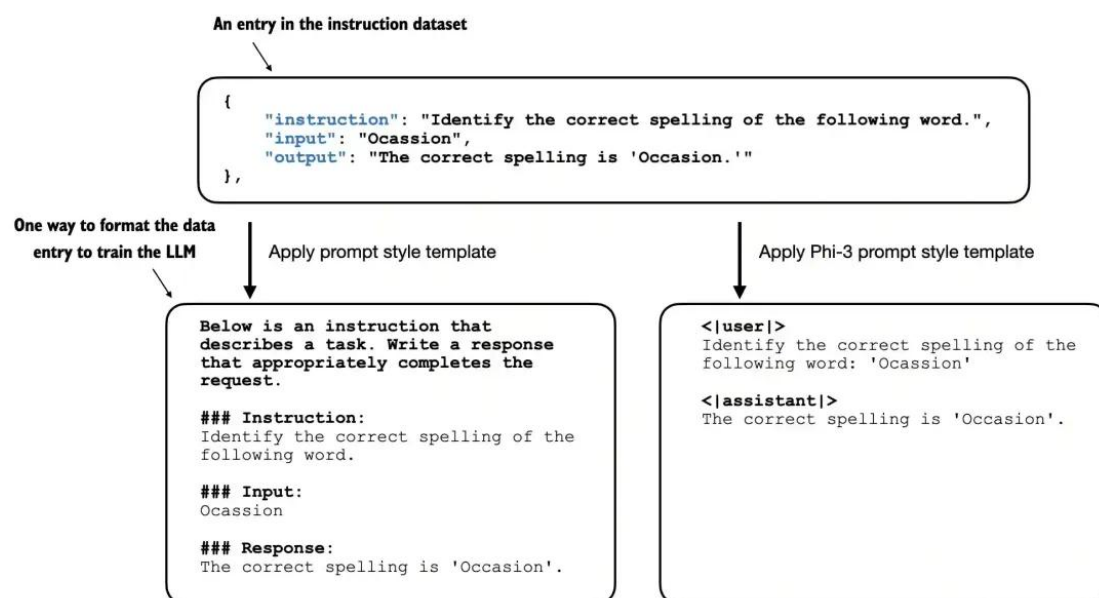 An entry in the instruction dataset
{
"instruction": "Identify the correct spelling of the following word.",
"input": "Ocassion",
"output": "The correct spelling is 'Occasion.'"
},
One way to format the data
entry to train the LLM
Apply prompt style template
Apply Phi-3 prompt style template
Below is an instruction that
describes a task. Write a response
that appropriately completes the
request.
### Instruction:
Identify the correct spelling of the
following word.
### Input:
Ocassion
### Response:
The correct spelling is 'Occasion'.
<|user|>
Identify the correct spelling of the
following word: 'Ocassion'
<|assistant|>
The correct spelling is 'Occasion'.